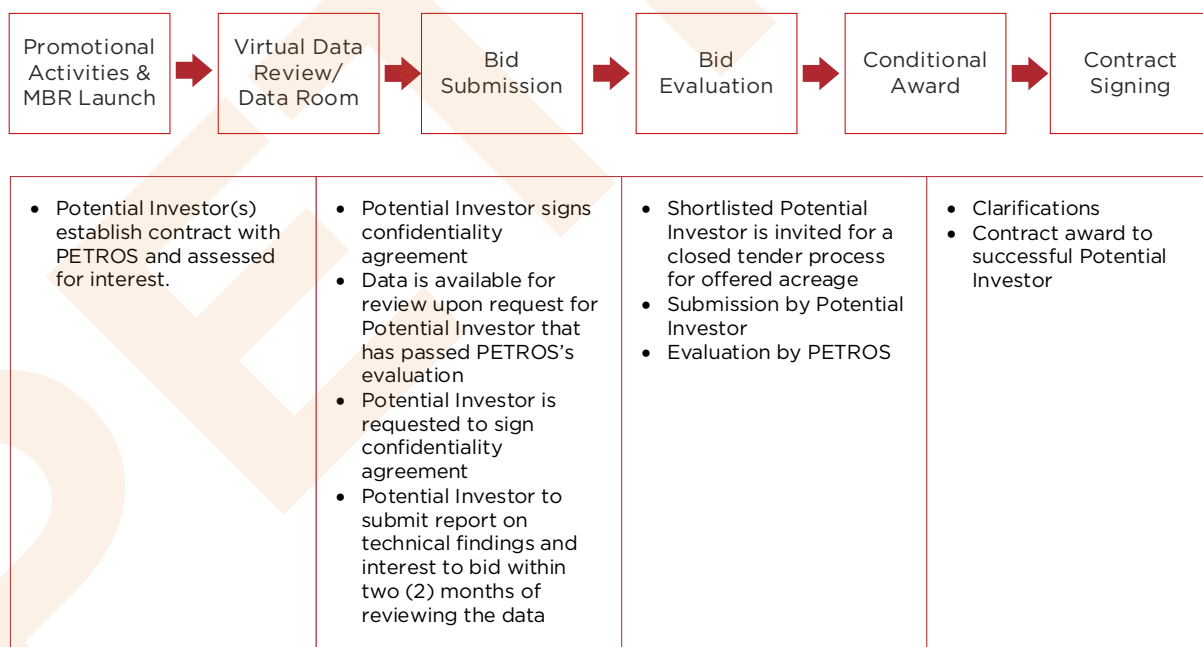 Promotional
Activities &
MBR Launch
Virtual Data
Review/
Data Room
Bid
Submission
Bid
Evaluation
Conditional
Award
Contract
Signing
• Potential Investor(s)
establish contract with
PETROS and assessed
for interest.
• Potential Investor signs
confidentiality
agreement
• Data is available for
review upon request for
Potential Investor that
has passed PETROS's
evaluation
• Potential Investor is
requested to sign
confidentiality
agreement
• Potential Investor to
submit report on
technical findings and
interest to bid within
two (2) months of
reviewing the data
• Shortlisted Potential
Investor is invited for a
closed tender process
for offered acreage
• Submission by Potential
Investor
• Evaluation by PETROS
• Clarifications
• Contract award to
successful Potential
Investor